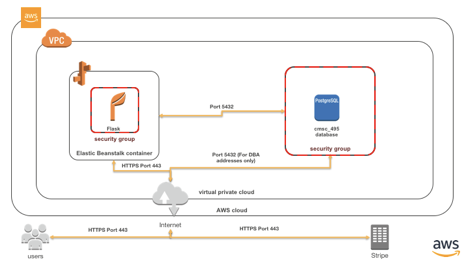 aws
VPC
Port 5432
PostgreSQL
Flask
security group
cmsc_495
database
security group
Elastic Beanstalk container
HTTPS Port 443
Port 5432 (For DBA
addresses only)
virtual private cloud
AWS cloud
Internet
HTTPS Port 443
HTTPS Port 443
users
Stripe
aws